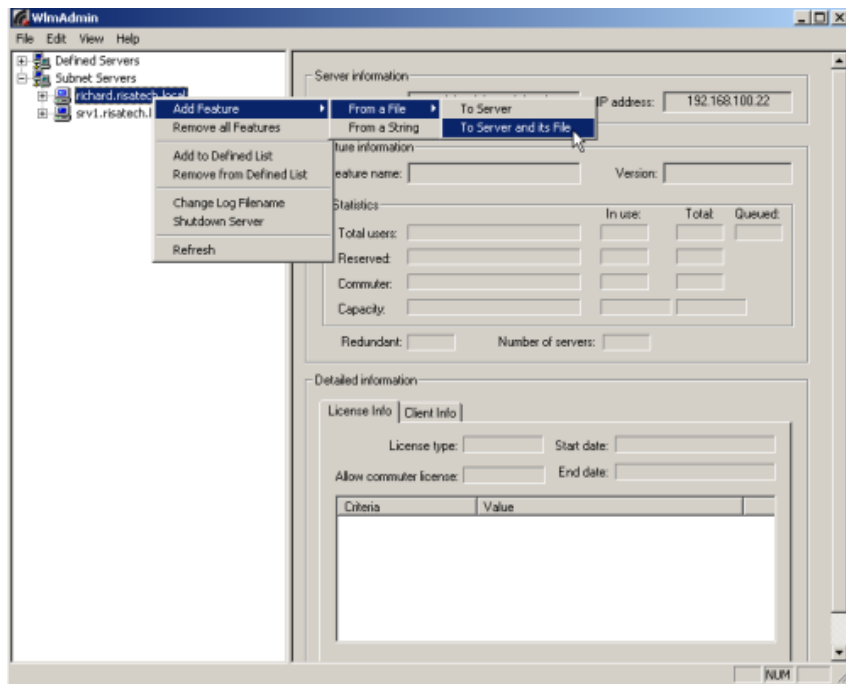 WlmAdmin
File Edit View Help
Defined Servers
Subnet Servers
richard.risatech.local
srv1.risatech.l
Add Feature
Remove all Features
Add to Defined List
Remove from Defined List
Change Log Filename
Shutdown Server
Refresh
From a File
From a String
To Server
To Server and its File
Server information
IP address: 192.168.100.22
ture information
eature name: Version:
Statistics
In use: Total: Queued:
Total users:
Reserved:
Commuter:
Capacity:
Redundant: Number of servers:
Detailed information
License Info Client Info
License type: Start date:
Allow commuter license: End date:
Criteria Value
NUM